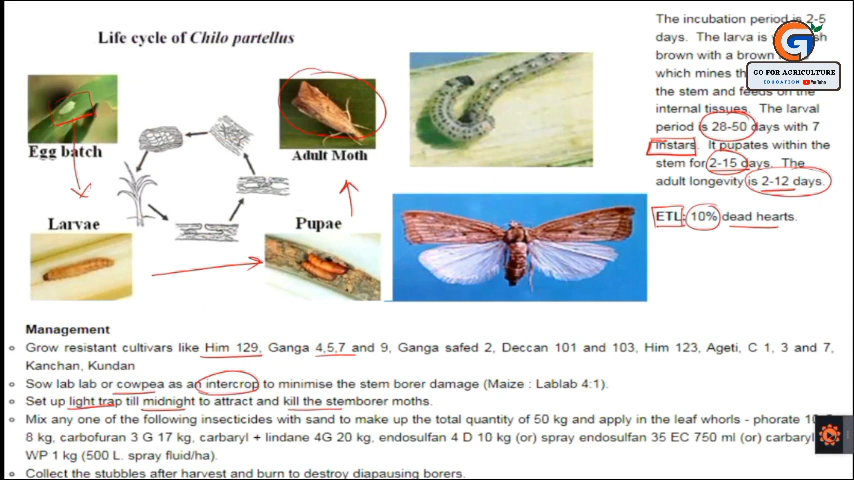 The incubation period is 2-5
days. The larva is
brown with a brown
which mines
the stem and feeds on the
internal tissues. The larval
period is 28-50 days with 7
instars. It pupates within the
stem for 2-15 days. The
adult longevity is 2-12 days.
ETL: 10% dead hearts.
GO FOR AGRICULTURE
EDUCATION YouTube
Life cycle of Chilo partellus
Egg batch
Adult Moth
Larvae
Pupae
Management
Grow resistant cultivars like Him 129, Ganga 4,5,7 and 9, Ganga safed 2, Deccan 101 and 103, Him 123, Ageti, C 1, 3 and 7,
Kanchan, Kundan
Sow lab lab or cowpea as an intercrop to minimise the stem borer damage (Maize : Lablab 4:1).
Set up light trap till midnight to attract and kill the stemborer moths.
Mix any one of the following insecticides with sand to make up the total quantity of 50 kg and apply in the leaf whorls - phorate
8 kg, carbofuran 3 G 17 kg, carbaryl + lindane 4G 20 kg, endosulfan 4 D 10 kg (or) spray endosulfan 35 EC 750 ml (or) carbaryl
WP 1 kg (500 L. spray fluid/ha).
Collect the stubbles after harvest and burn to destroy diapausing borers.